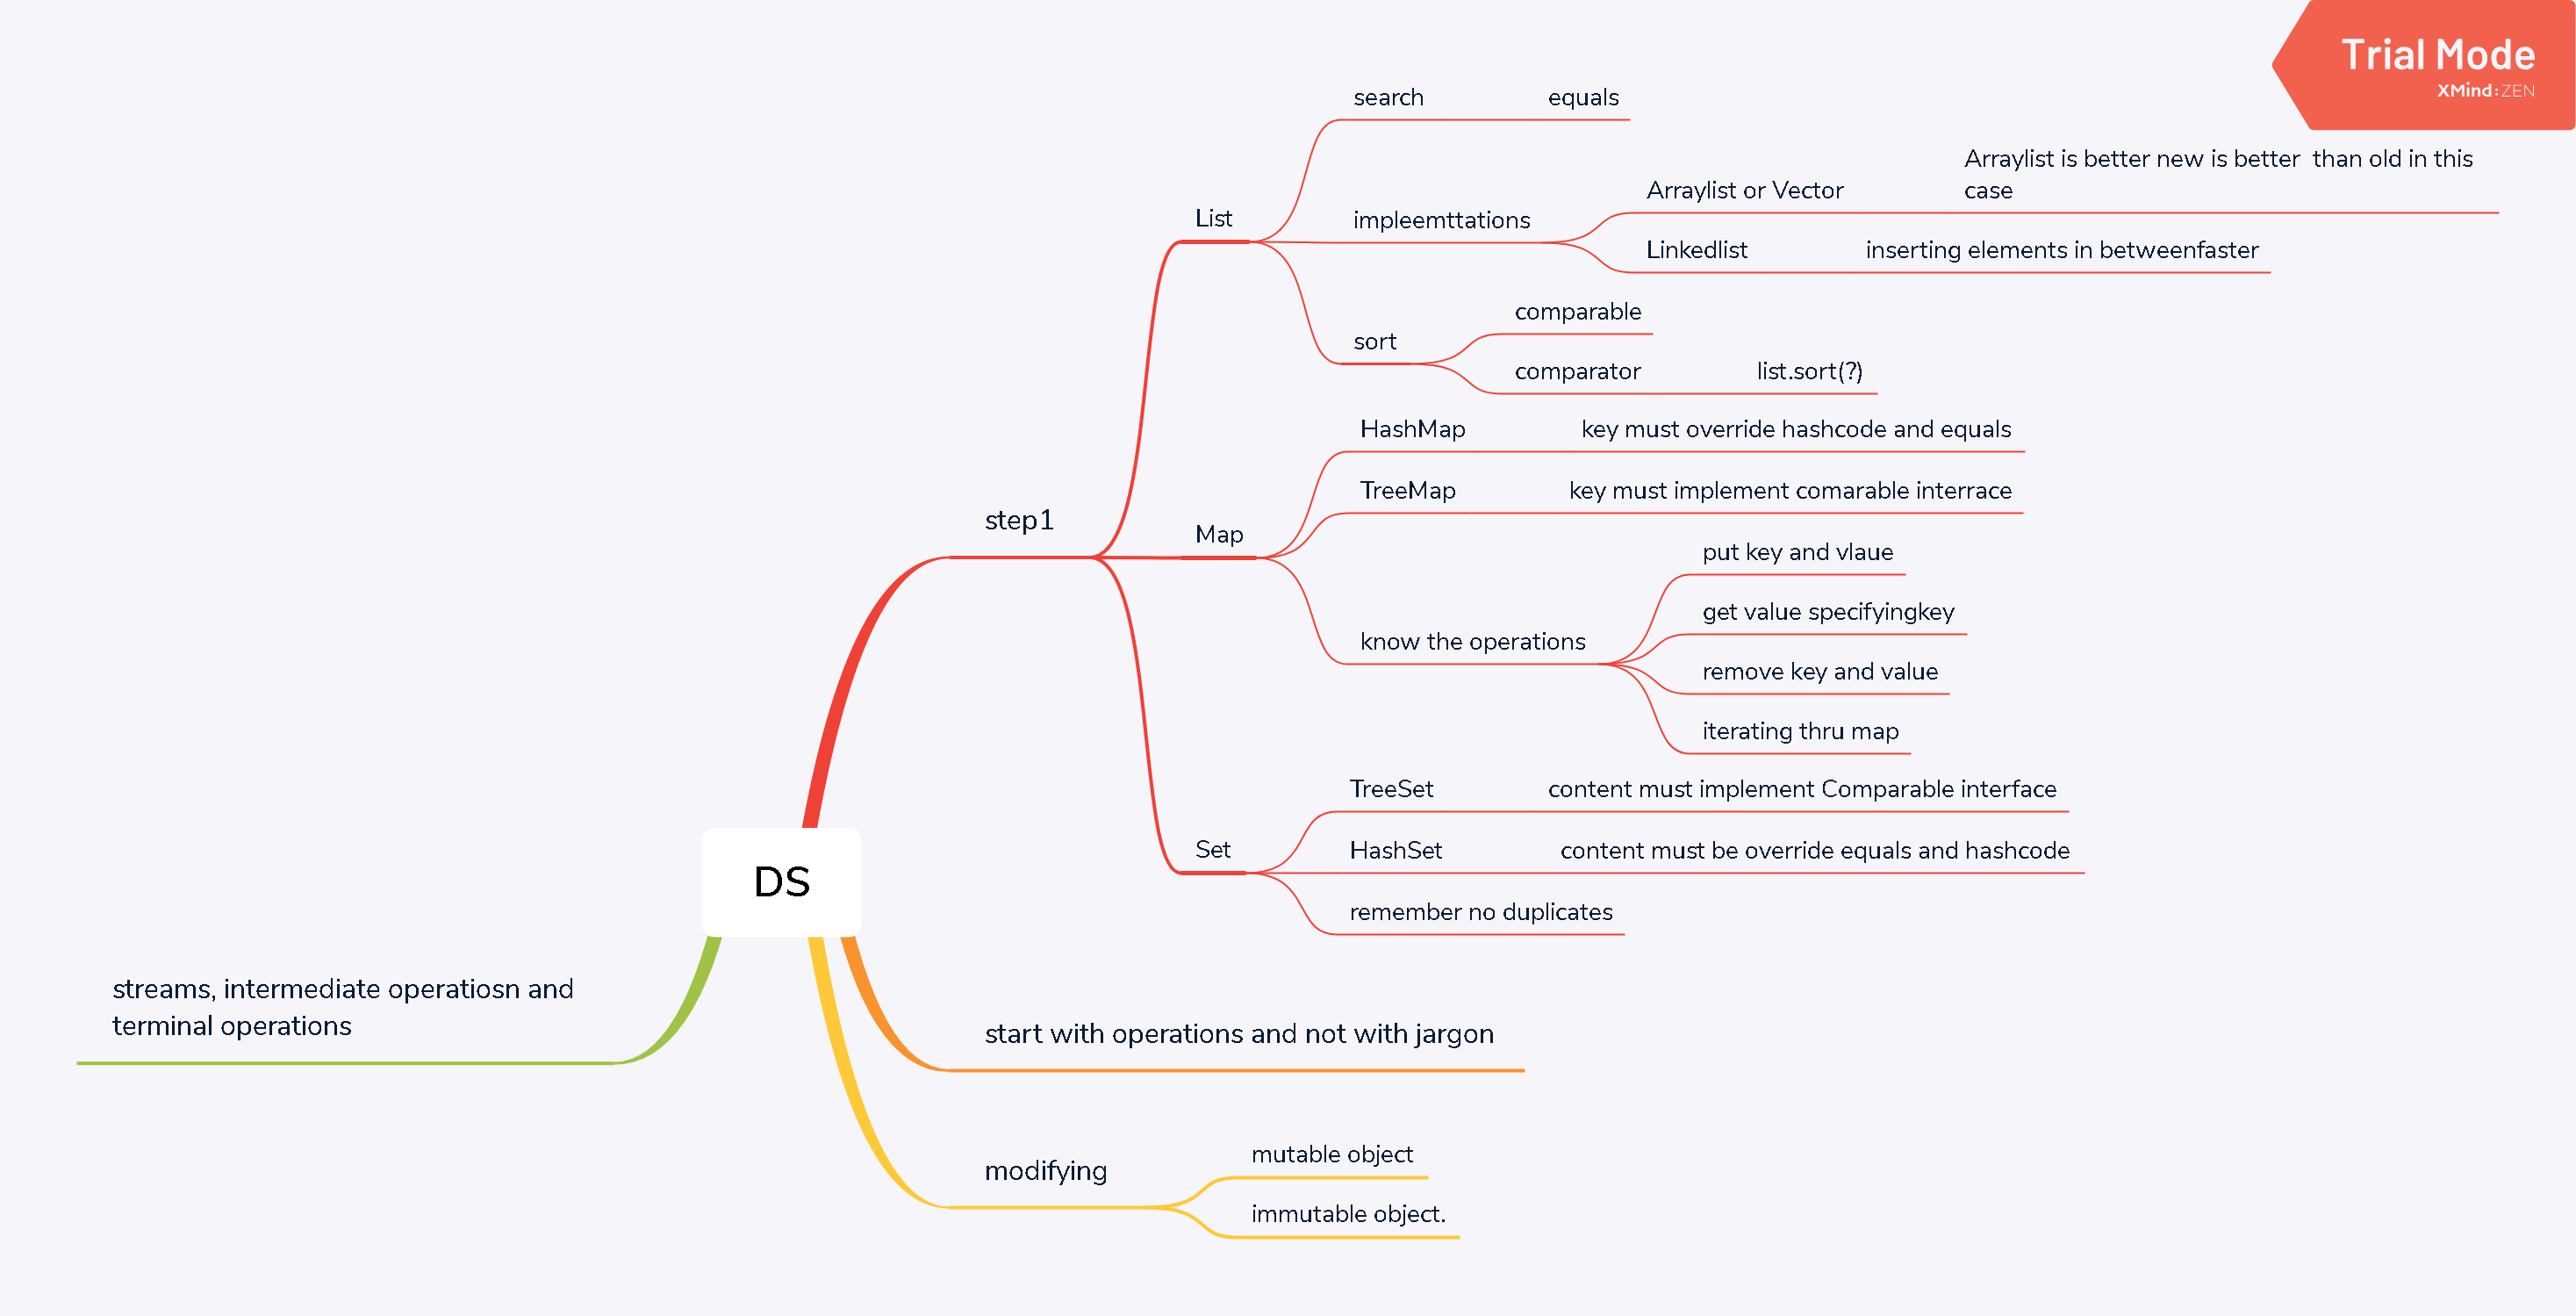 Trial Mode
XMind:ZEN
search
equals
List
impleemttations
Arraylist or Vector
Arraylist is better new is better  than old in this
case
Linkedlist
inserting elements in betweenfaster
sort
comparable
comparator
list.sort(?)
step1
Map
HashMap
key must override hashcode and equals
TreeMap
key must implement comarable interrace
know the operations
put key and vlaue
get value specifyingkey
remove key and value
iterating thru map
Set
TreeSet
content must implement Comparable interface
HashSet
content must be override equals and hashcode
remember no duplicates
DS
streams, intermediate operatiosn and
terminal operations
start with operations and not with jargon
modifying
mutable object
immutable object.